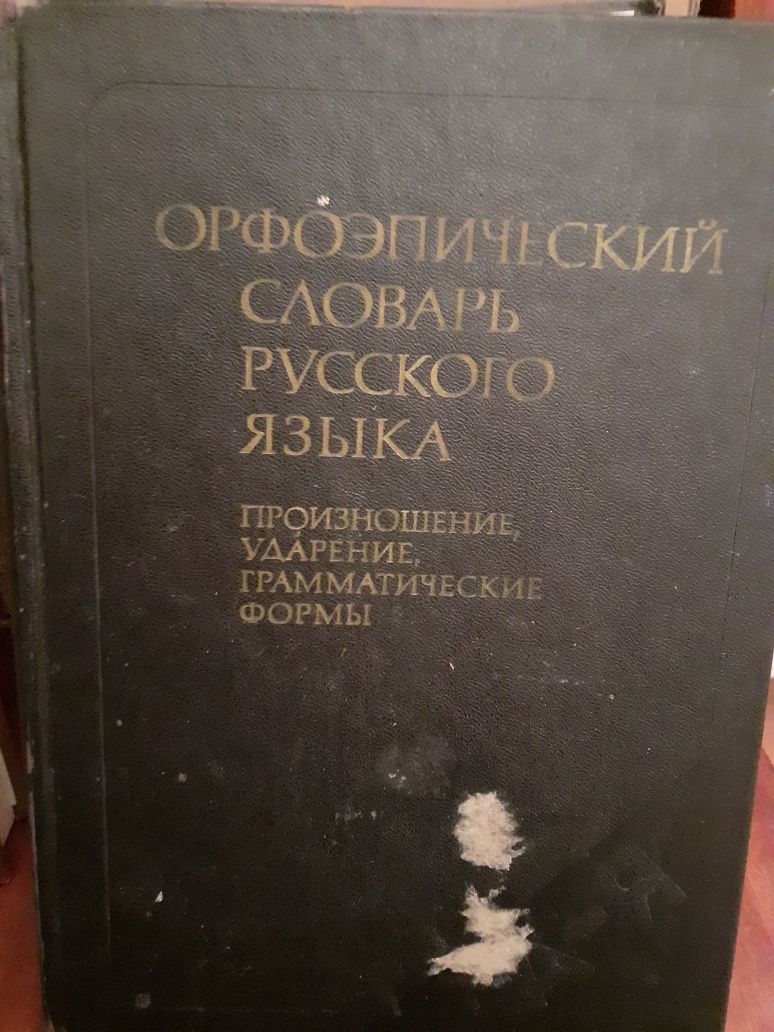 ОРФОЭПИЧЕСКИЙ
СЛОВАРЬ
РУССКОГО
ЯЗЫКА
ПРОИЗНОШЕНИЕ,
УДАРЕНИЕ,
ГРАММАТИЧЕСКИЕ
ФОРМЫ